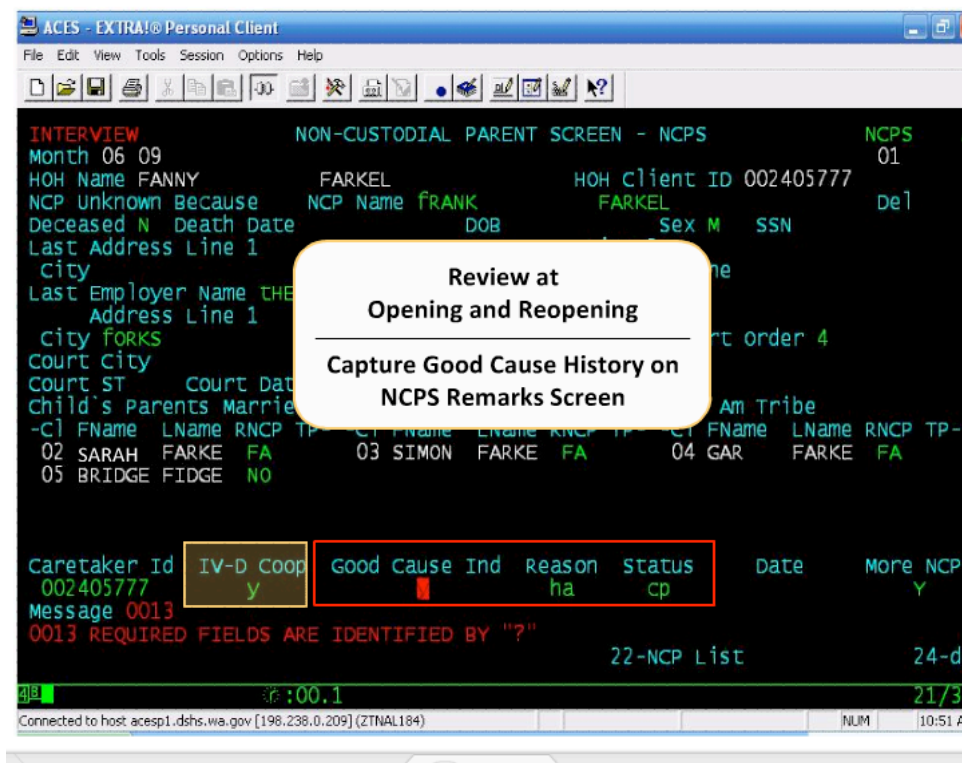 ACES - EXTRA!® Personal Client
File Edit View Tools Session Options Help
INTERVIEW NON-CUSTODIAL PARENT SCREEN - NCPS NCPS
Month 06 09 01
HOH Name FANNY FARKEL HOH Client ID 002405777
NCP Unknown Because NCP Name fRANK FARKEL Del
Deceased N Death Date DOB Sex M SSN
Last Address Line 1
City
Last Employer Name tHE
Address Line 1
City fORKS rt Order 4
Court City
Court ST Court Dat
Child`s Parents Marrie Am Tribe
Review at
Opening and Reopening
Capture Good Cause History on
NCPS Remarks Screen
-Cl FName LName RNCP TP- -Cl FName LName RNCP TP- -Cl FName LName RNCP TP-
02 SARAH FARKE FA 03 SIMON FARKE FA 04 GAR FARKE FA
05 BRIDGE FIDGE NO
Caretaker Id IV-D Coop Good Cause Ind Reason Status Date More NCP
002405777 y ha cp Y
Message 0013
0013 REQUIRED FIELDS ARE IDENTIFIED BY "?"
22-NCP List 24-d
4B :00.1 21/3
Connected to host acesp1.dshs.wa.gov [198.238.0.209] (ZTNAL184) NUM 10:51 A